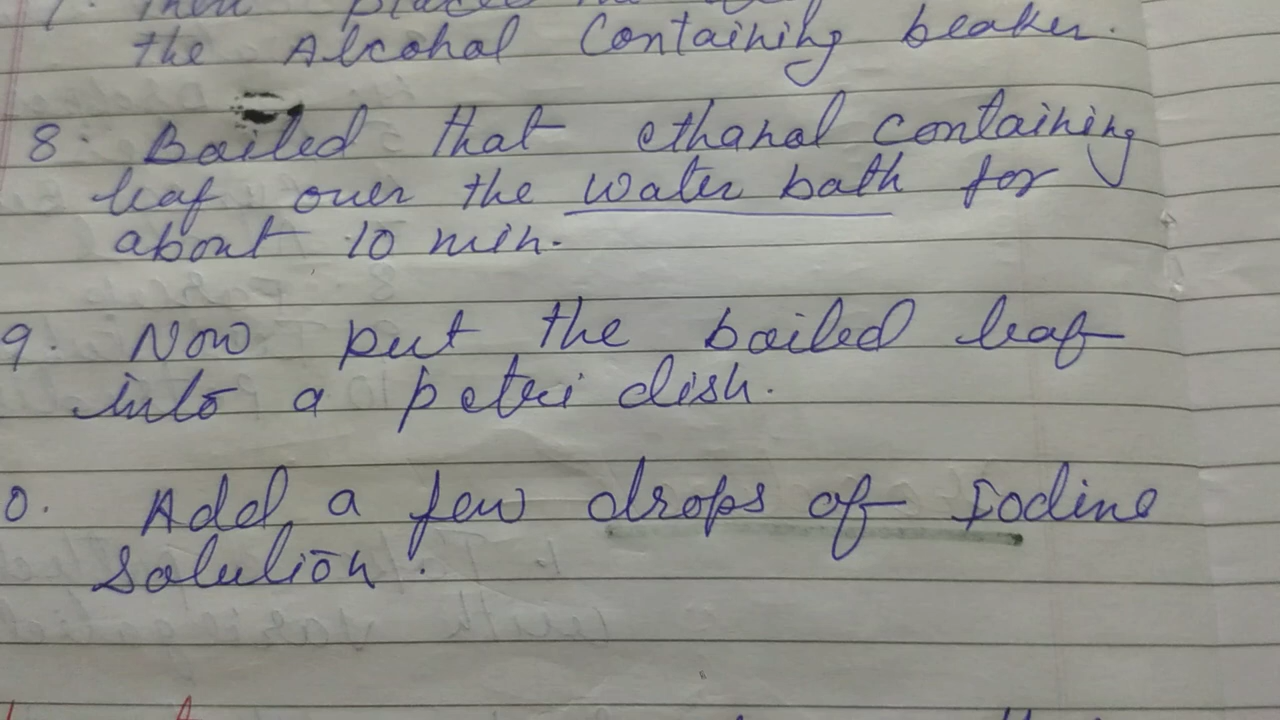 the Alcohal Containing beaker.
8. Boiled that ethanol containing
leaf over the water bath for
about 10 min.
9. Now put the boiled leaf
into a petri dish.
0. Add a few drops of Iodine
solution.